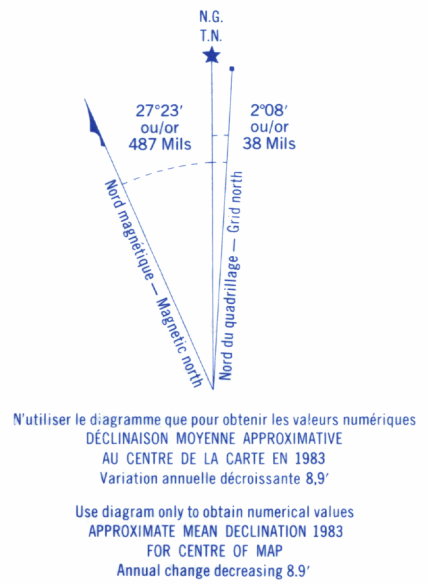 N.G.
T.N.
27°23′
ou/or
487 Mils
2°08′
ou/or
38 Mils
Nord magnétique — Magnetic north
Nord du quadrillage — Grid north
N'utiliser le diagramme que pour obtenir les valeurs numériques
DÉCLINAISON MOYENNE APPROXIMATIVE
AU CENTRE DE LA CARTE EN 1983
Variation annuelle décroissante 8,9′
Use diagram only to obtain numerical values
APPROXIMATE MEAN DECLINATION 1983
FOR CENTRE OF MAP
Annual change decreasing 8.9′